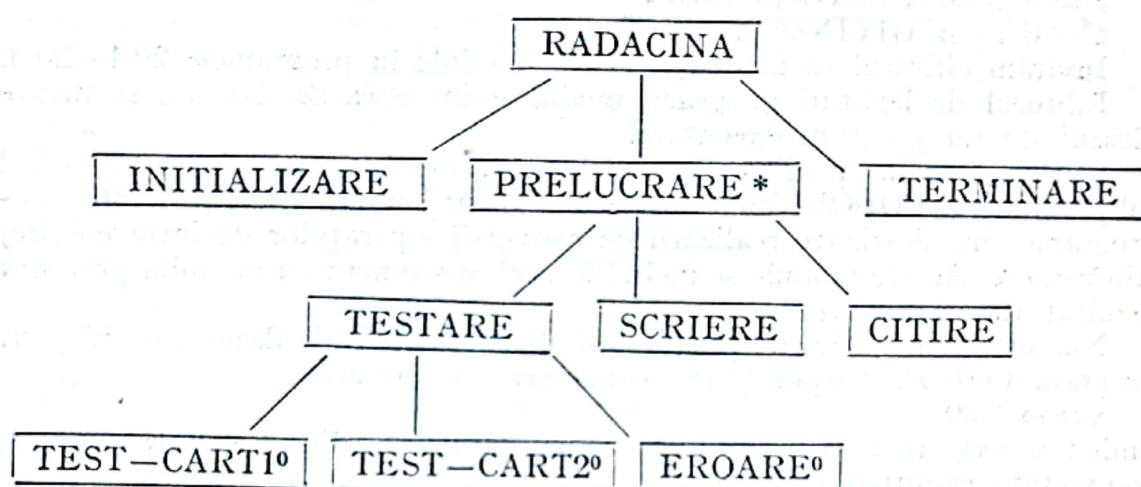 RADACINA
INITIALIZARE PRELUCRARE * TERMINARE
TESTARE SCRIERE CITIRE
TEST—CART1⁰ TEST—CART2⁰ EROARE⁰